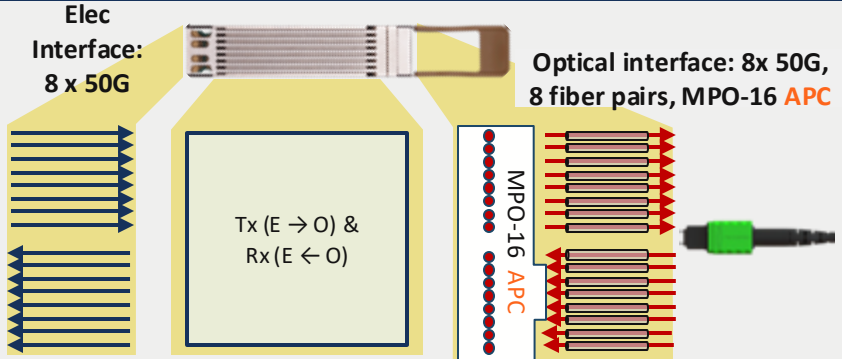 Elec
Interface:
8 x 50G
Optical interface: 8x 50G,
8 fiber pairs, MPO-16 APC
Tx (E → O) &
Rx (E ← O)
MPO-16 APC